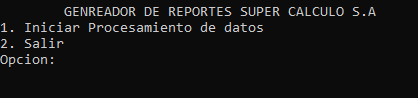 GENREADOR DE REPORTES SUPER CALCULO S.A
1. Iniciar Procesamiento de datos
2. Salir
Opcion: